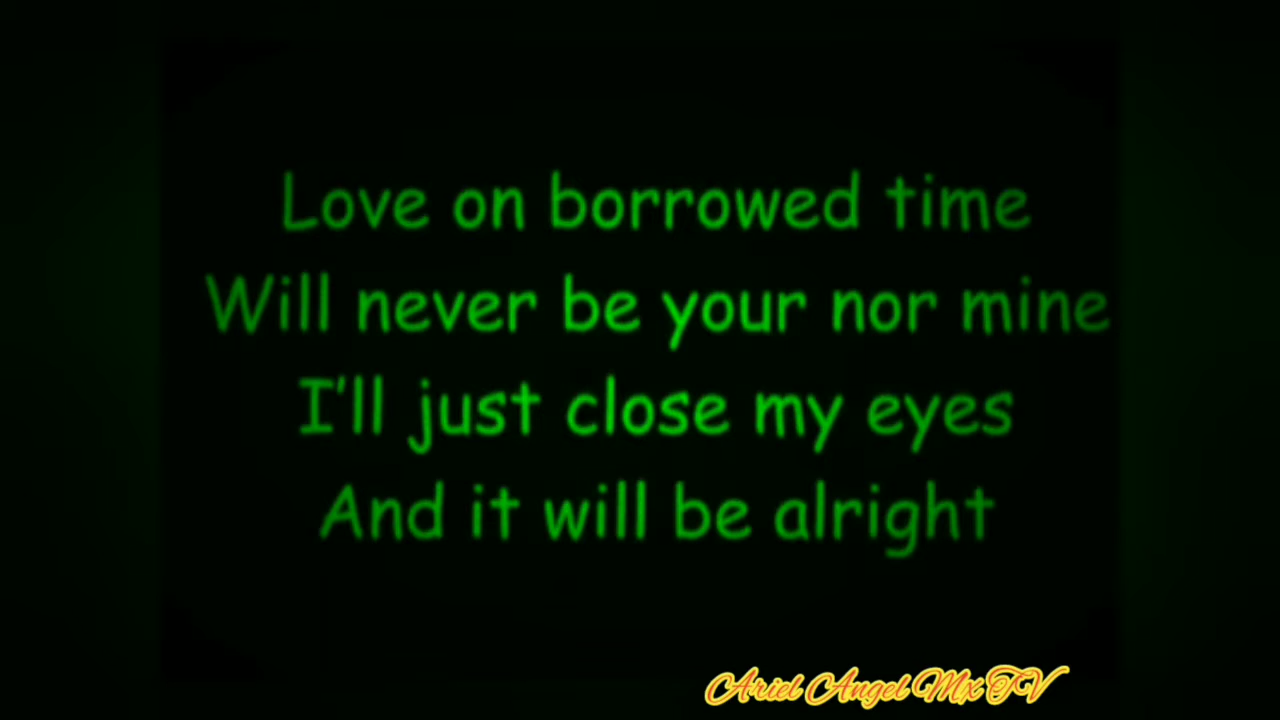 Love on borrowed time
Will never be your nor mine
I'll just close my eyes
And it will be alright
Ariel Angel Mx TV